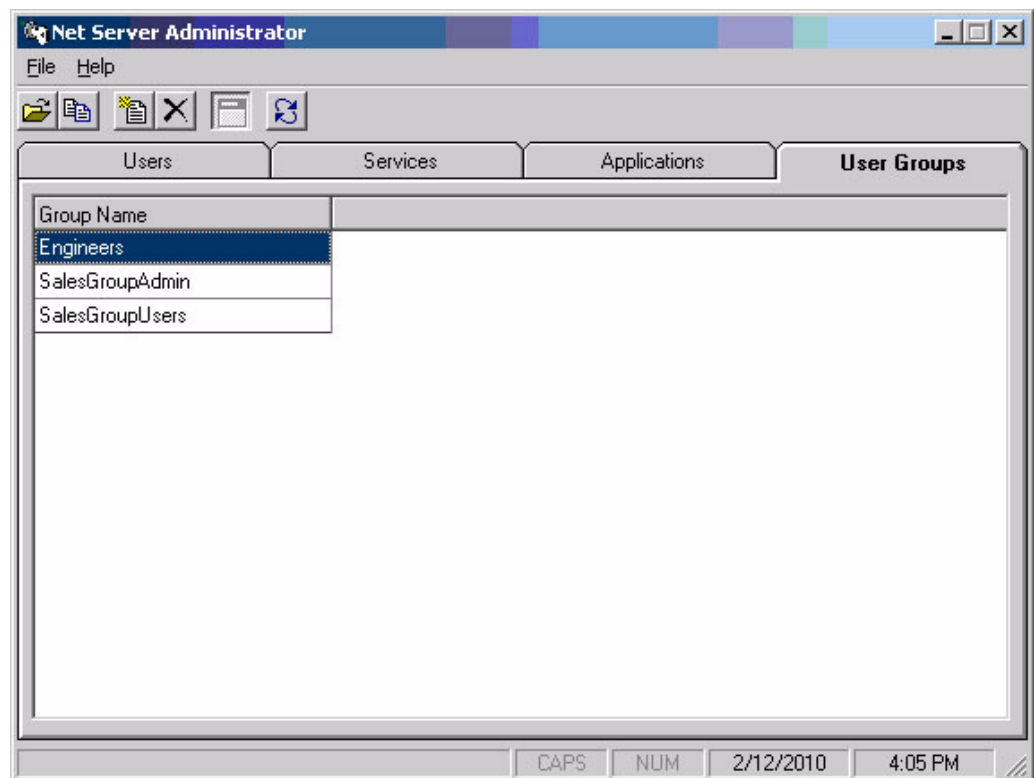 Net Server Administrator
File Help
Users Services Applications User Groups
Group Name
Engineers
SalesGroupAdmin
SalesGroupUsers
CAPS NUM 2/12/2010 4:05 PM